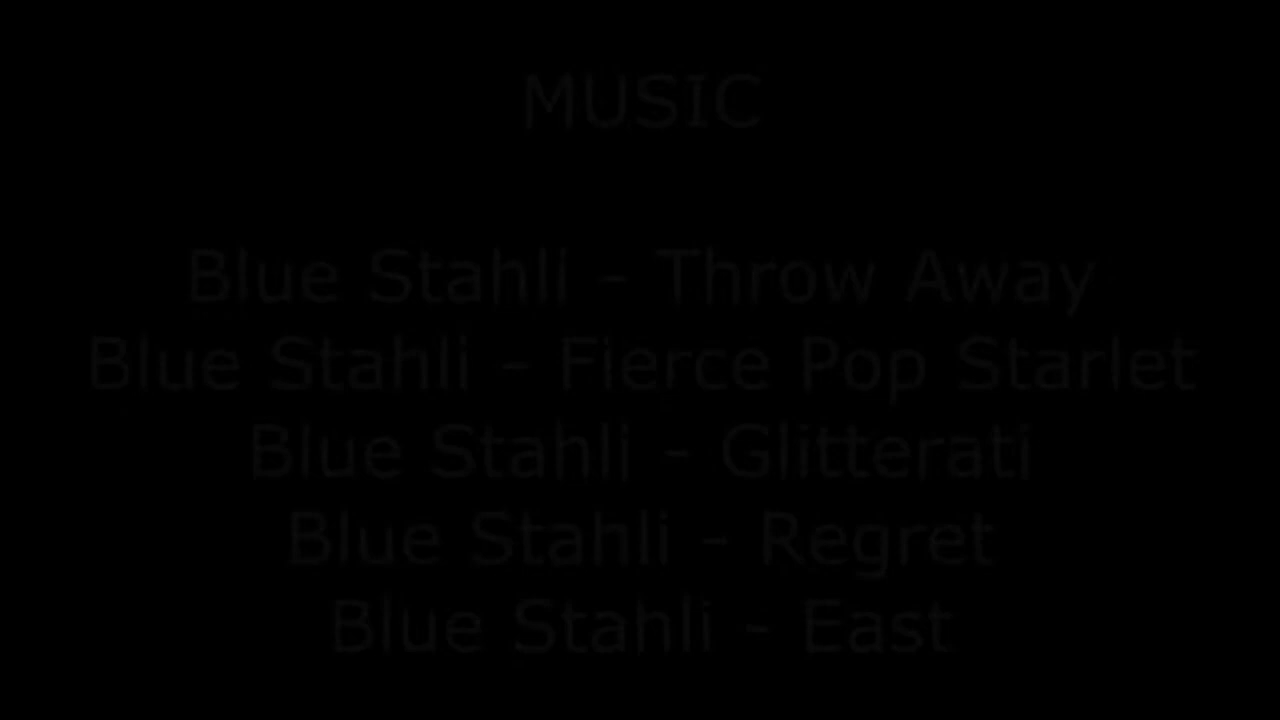 MUSIC
Blue Stahli - Throw Away
Blue Stahli - Fierce Pop Starlet
Blue Stahli - Glitterati
Blue Stahli - Regret
Blue Stahli - East